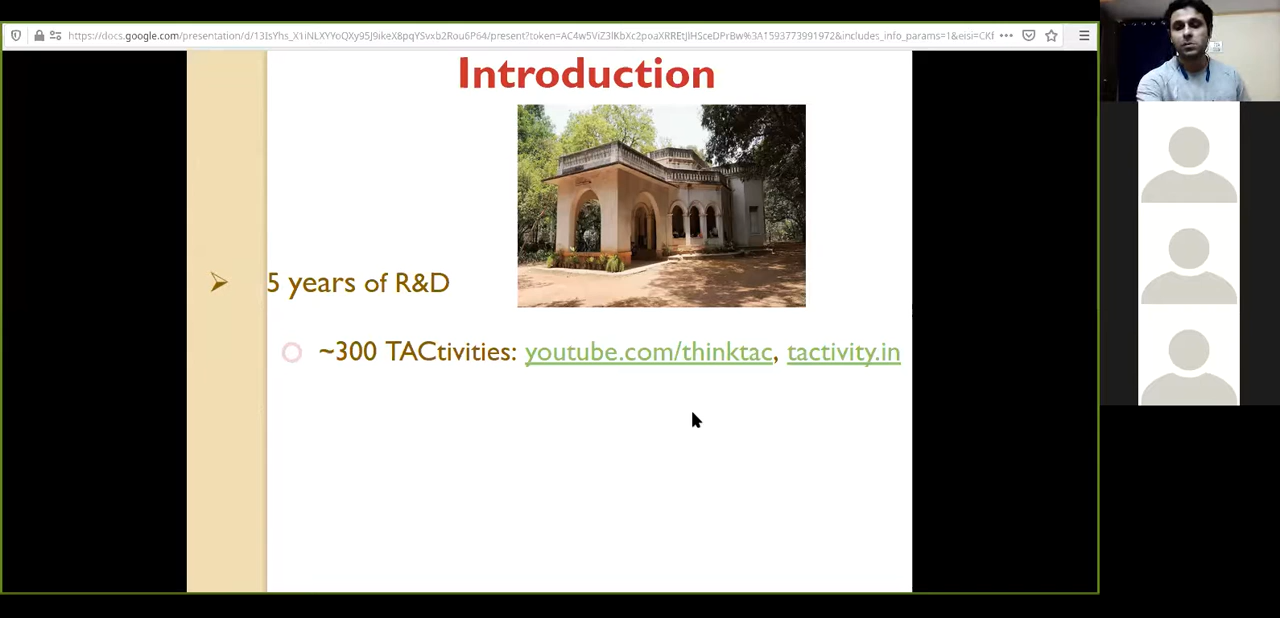 Introduction
5 years of R&D
~300 TACtivities: youtube.com/thinktac, tactivity.in